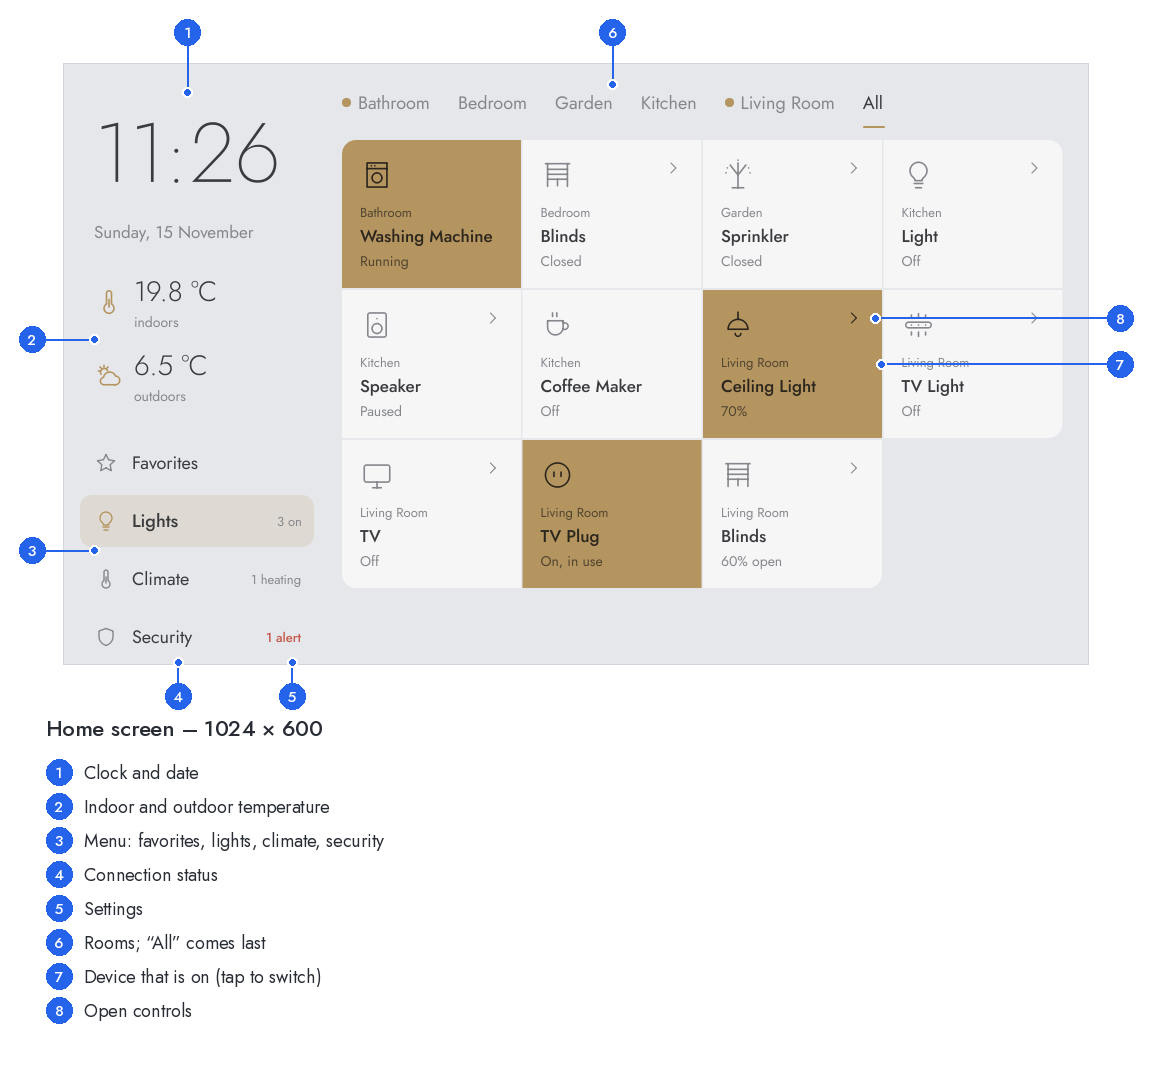 1
6
11:26
Sunday, 15 November
19.8 °C
indoors
2
6.5 °C
outdoors
Favorites
Lights 3 on
3
Climate 1 heating
Security 1 alert
4
5
Bathroom Bedroom Garden Kitchen Living Room All
Bathroom
Washing Machine
Running
Bedroom
Blinds
Closed
Garden
Sprinkler
Closed
Kitchen
Light
Off
Kitchen
Speaker
Paused
Kitchen
Coffee Maker
Off
Living Room
Ceiling Light
70%
Living Room
TV Light
Off
8
7
Living Room
TV
Off
Living Room
TV Plug
On, in use
Living Room
Blinds
60% open
Home screen – 1024 × 600
1 Clock and date
2 Indoor and outdoor temperature
3 Menu: favorites, lights, climate, security
4 Connection status
5 Settings
6 Rooms; “All” comes last
7 Device that is on (tap to switch)
8 Open controls